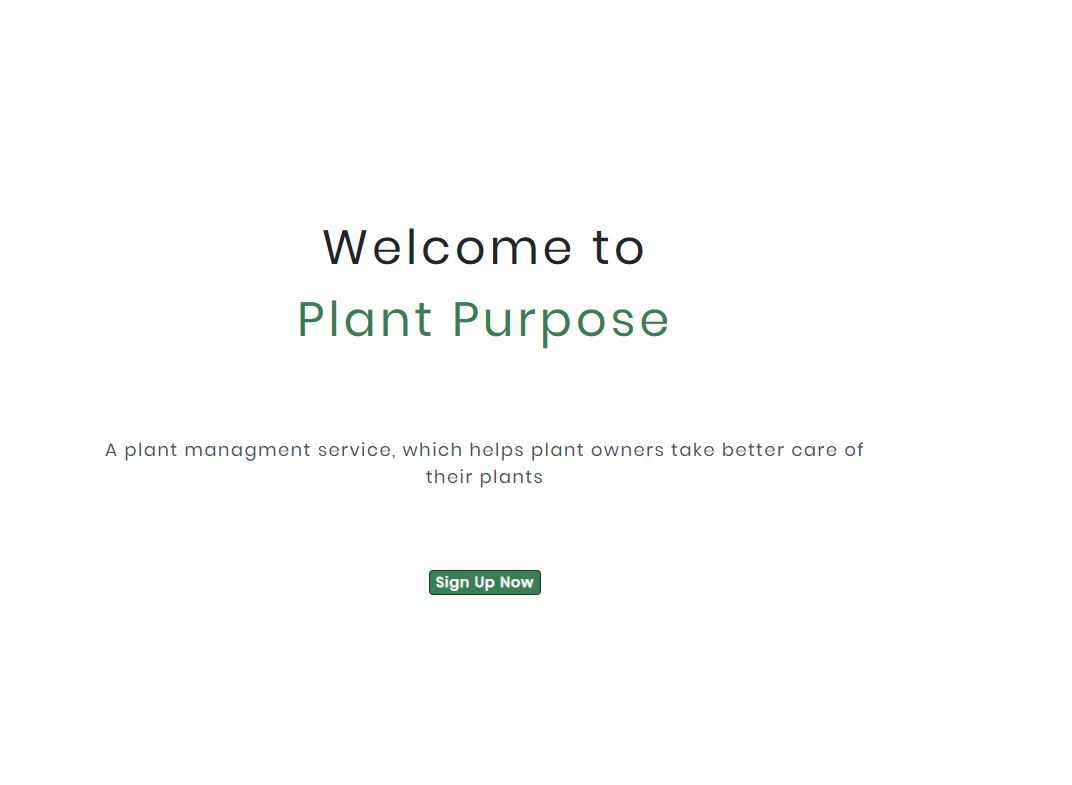 Welcome to
Plant Purpose
A plant managment service, which helps plant owners take better care of
their plants
Sign Up Now